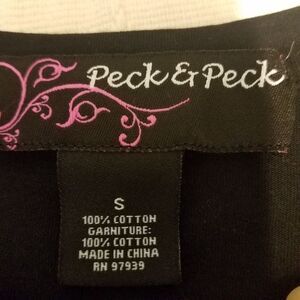 Peck & Peck
S
100% COTTON
GARNITURE:
100% COTTON
MADE IN CHINA
RN 97939